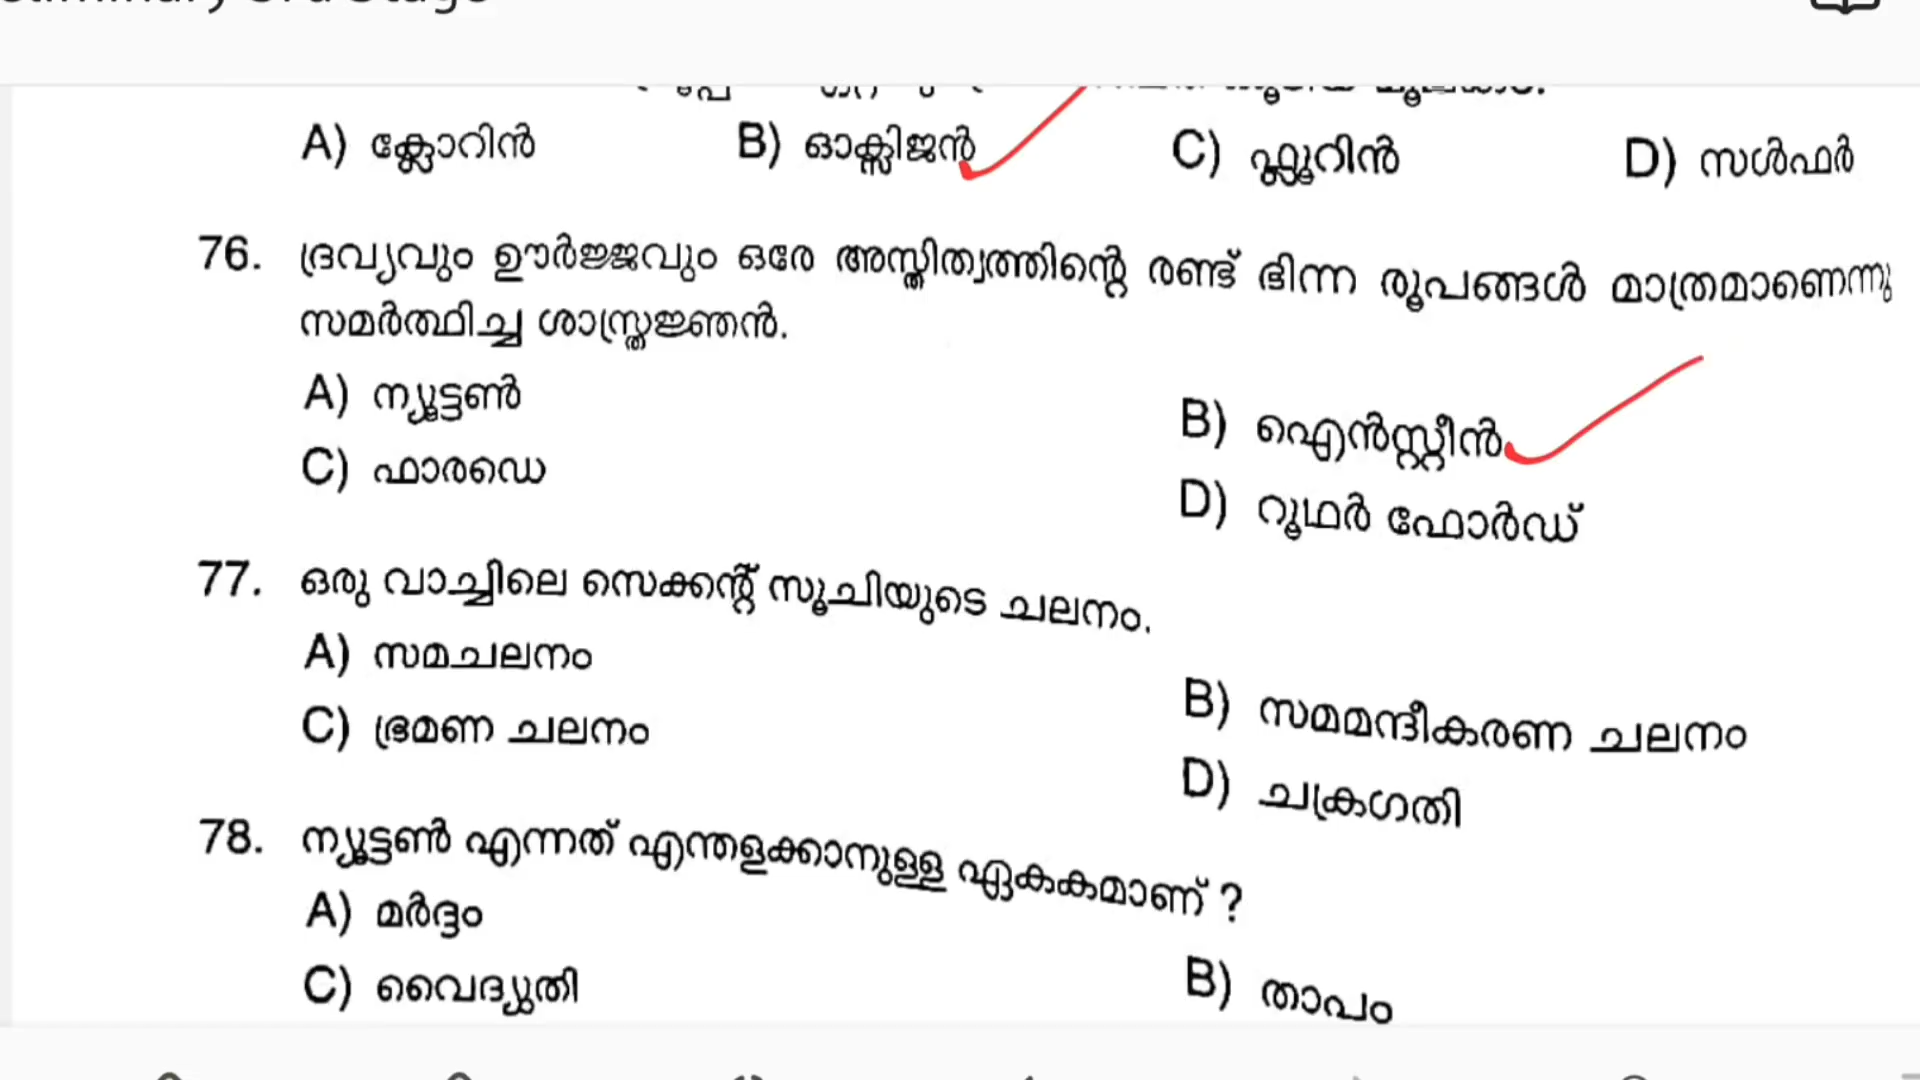 A) ക്ലോറിൻ B) ഓക്സിജൻ C) ഫ്ലൂറിൻ D) സൾഫർ
76. ദ്രവ്യവും ഊർജ്ജവും ഒരേ അസ്തിത്വത്തിന്റെ രണ്ട് ഭിന്ന രൂപങ്ങൾ മാത്രമാണെന്നു
സമർത്ഥിച്ച ശാസ്ത്രജ്ഞൻ.
A) ന്യൂട്ടൺ B) ഐൻസ്റ്റീൻ
C) ഫാരഡെ D) റൂഥർ ഫോർഡ്
77. ഒരു വാച്ചിലെ സെക്കന്റ് സൂചിയുടെ ചലനം.
A) സമചലനം B) സമമന്ദീകരണ ചലനം
C) ഭ്രമണ ചലനം D) ചക്രഗതി
78. ന്യൂട്ടൺ എന്നത് എന്തളക്കാനുള്ള ഏകകമാണ് ?
A) മർദ്ദം B) താപം
C) വൈദ്യുതി